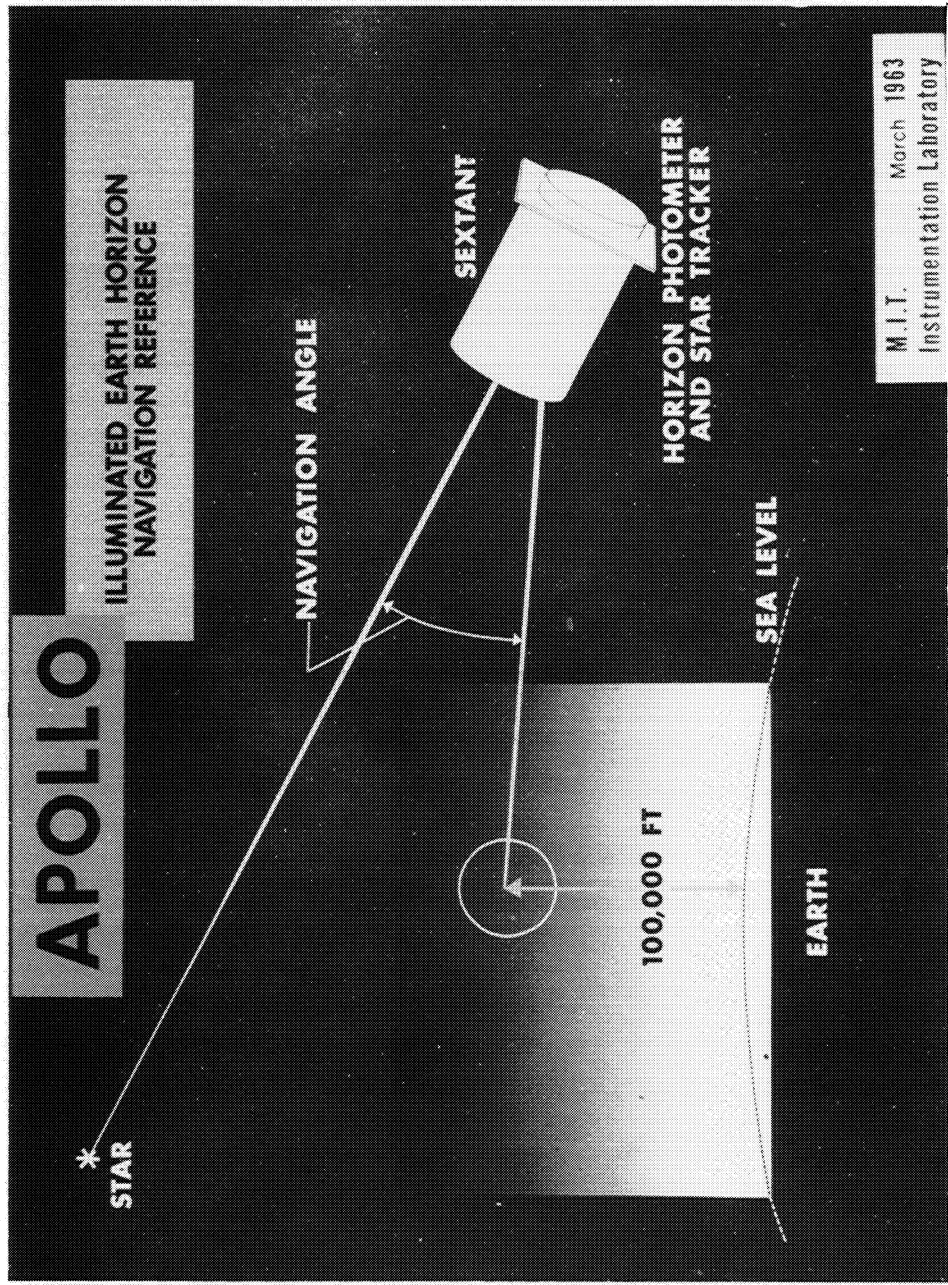 APOLLO
ILLUMINATED EARTH HORIZON
NAVIGATION REFERENCE
STAR
NAVIGATION ANGLE
SEXTANT
HORIZON PHOTOMETER
AND STAR TRACKER
100,000 FT
SEA LEVEL
EARTH
M.I.T. March 1963
Instrumentation Laboratory